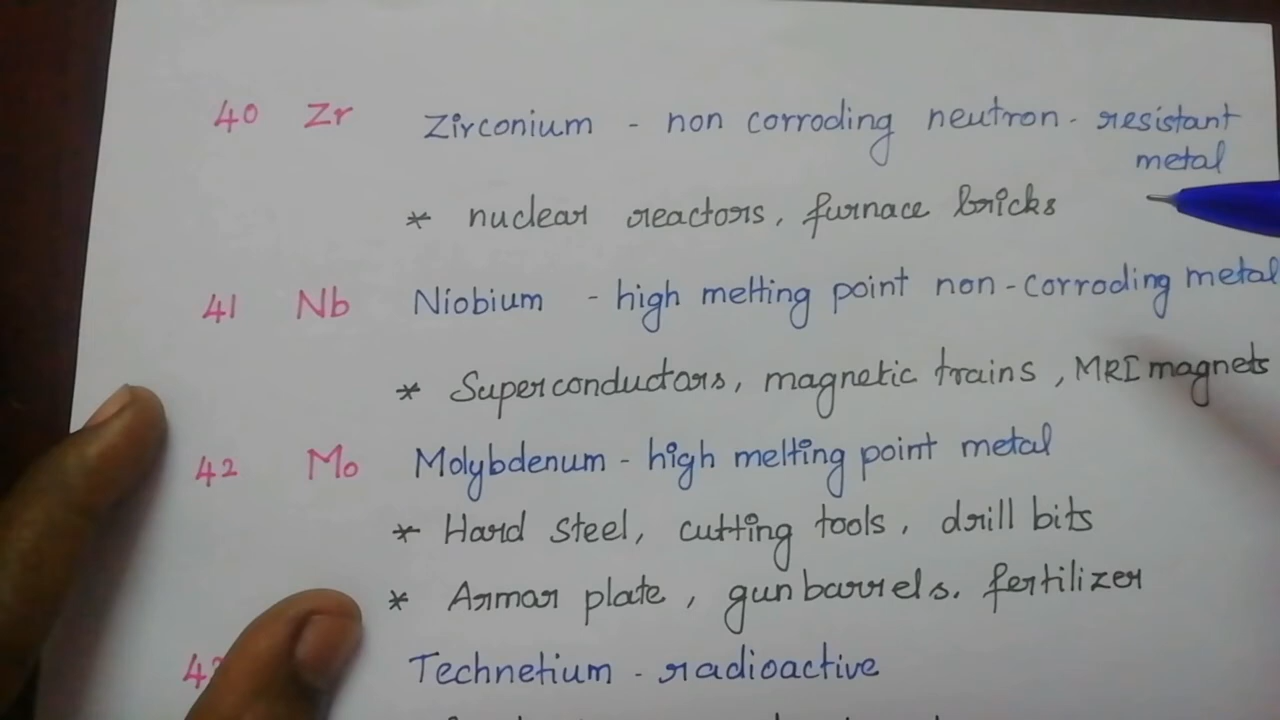 40 Zr Zirconium - non corroding neutron - resistant
metal
* nuclear reactors, furnace bricks
41 Nb Niobium - high melting point non-corroding metal
* Superconductors, magnetic trains, MRI magnets
42 Mo Molybdenum - high melting point metal
* Hard steel, cutting tools, drill bits
* Armar plate, gun barrels. fertilizer
Technetium - radioactive